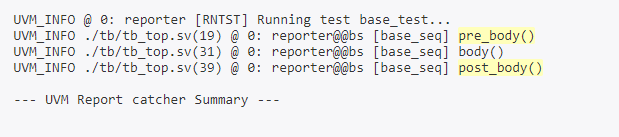 UVM_INFO @ 0: reporter [RNTST] Running test base_test...
UVM_INFO ./tb/tb_top.sv(19) @ 0: reporter@@bs [base_seq] pre_body()
UVM_INFO ./tb/tb_top.sv(31) @ 0: reporter@@bs [base_seq] body()
UVM_INFO ./tb/tb_top.sv(39) @ 0: reporter@@bs [base_seq] post_body()
--- UVM Report catcher Summary ---